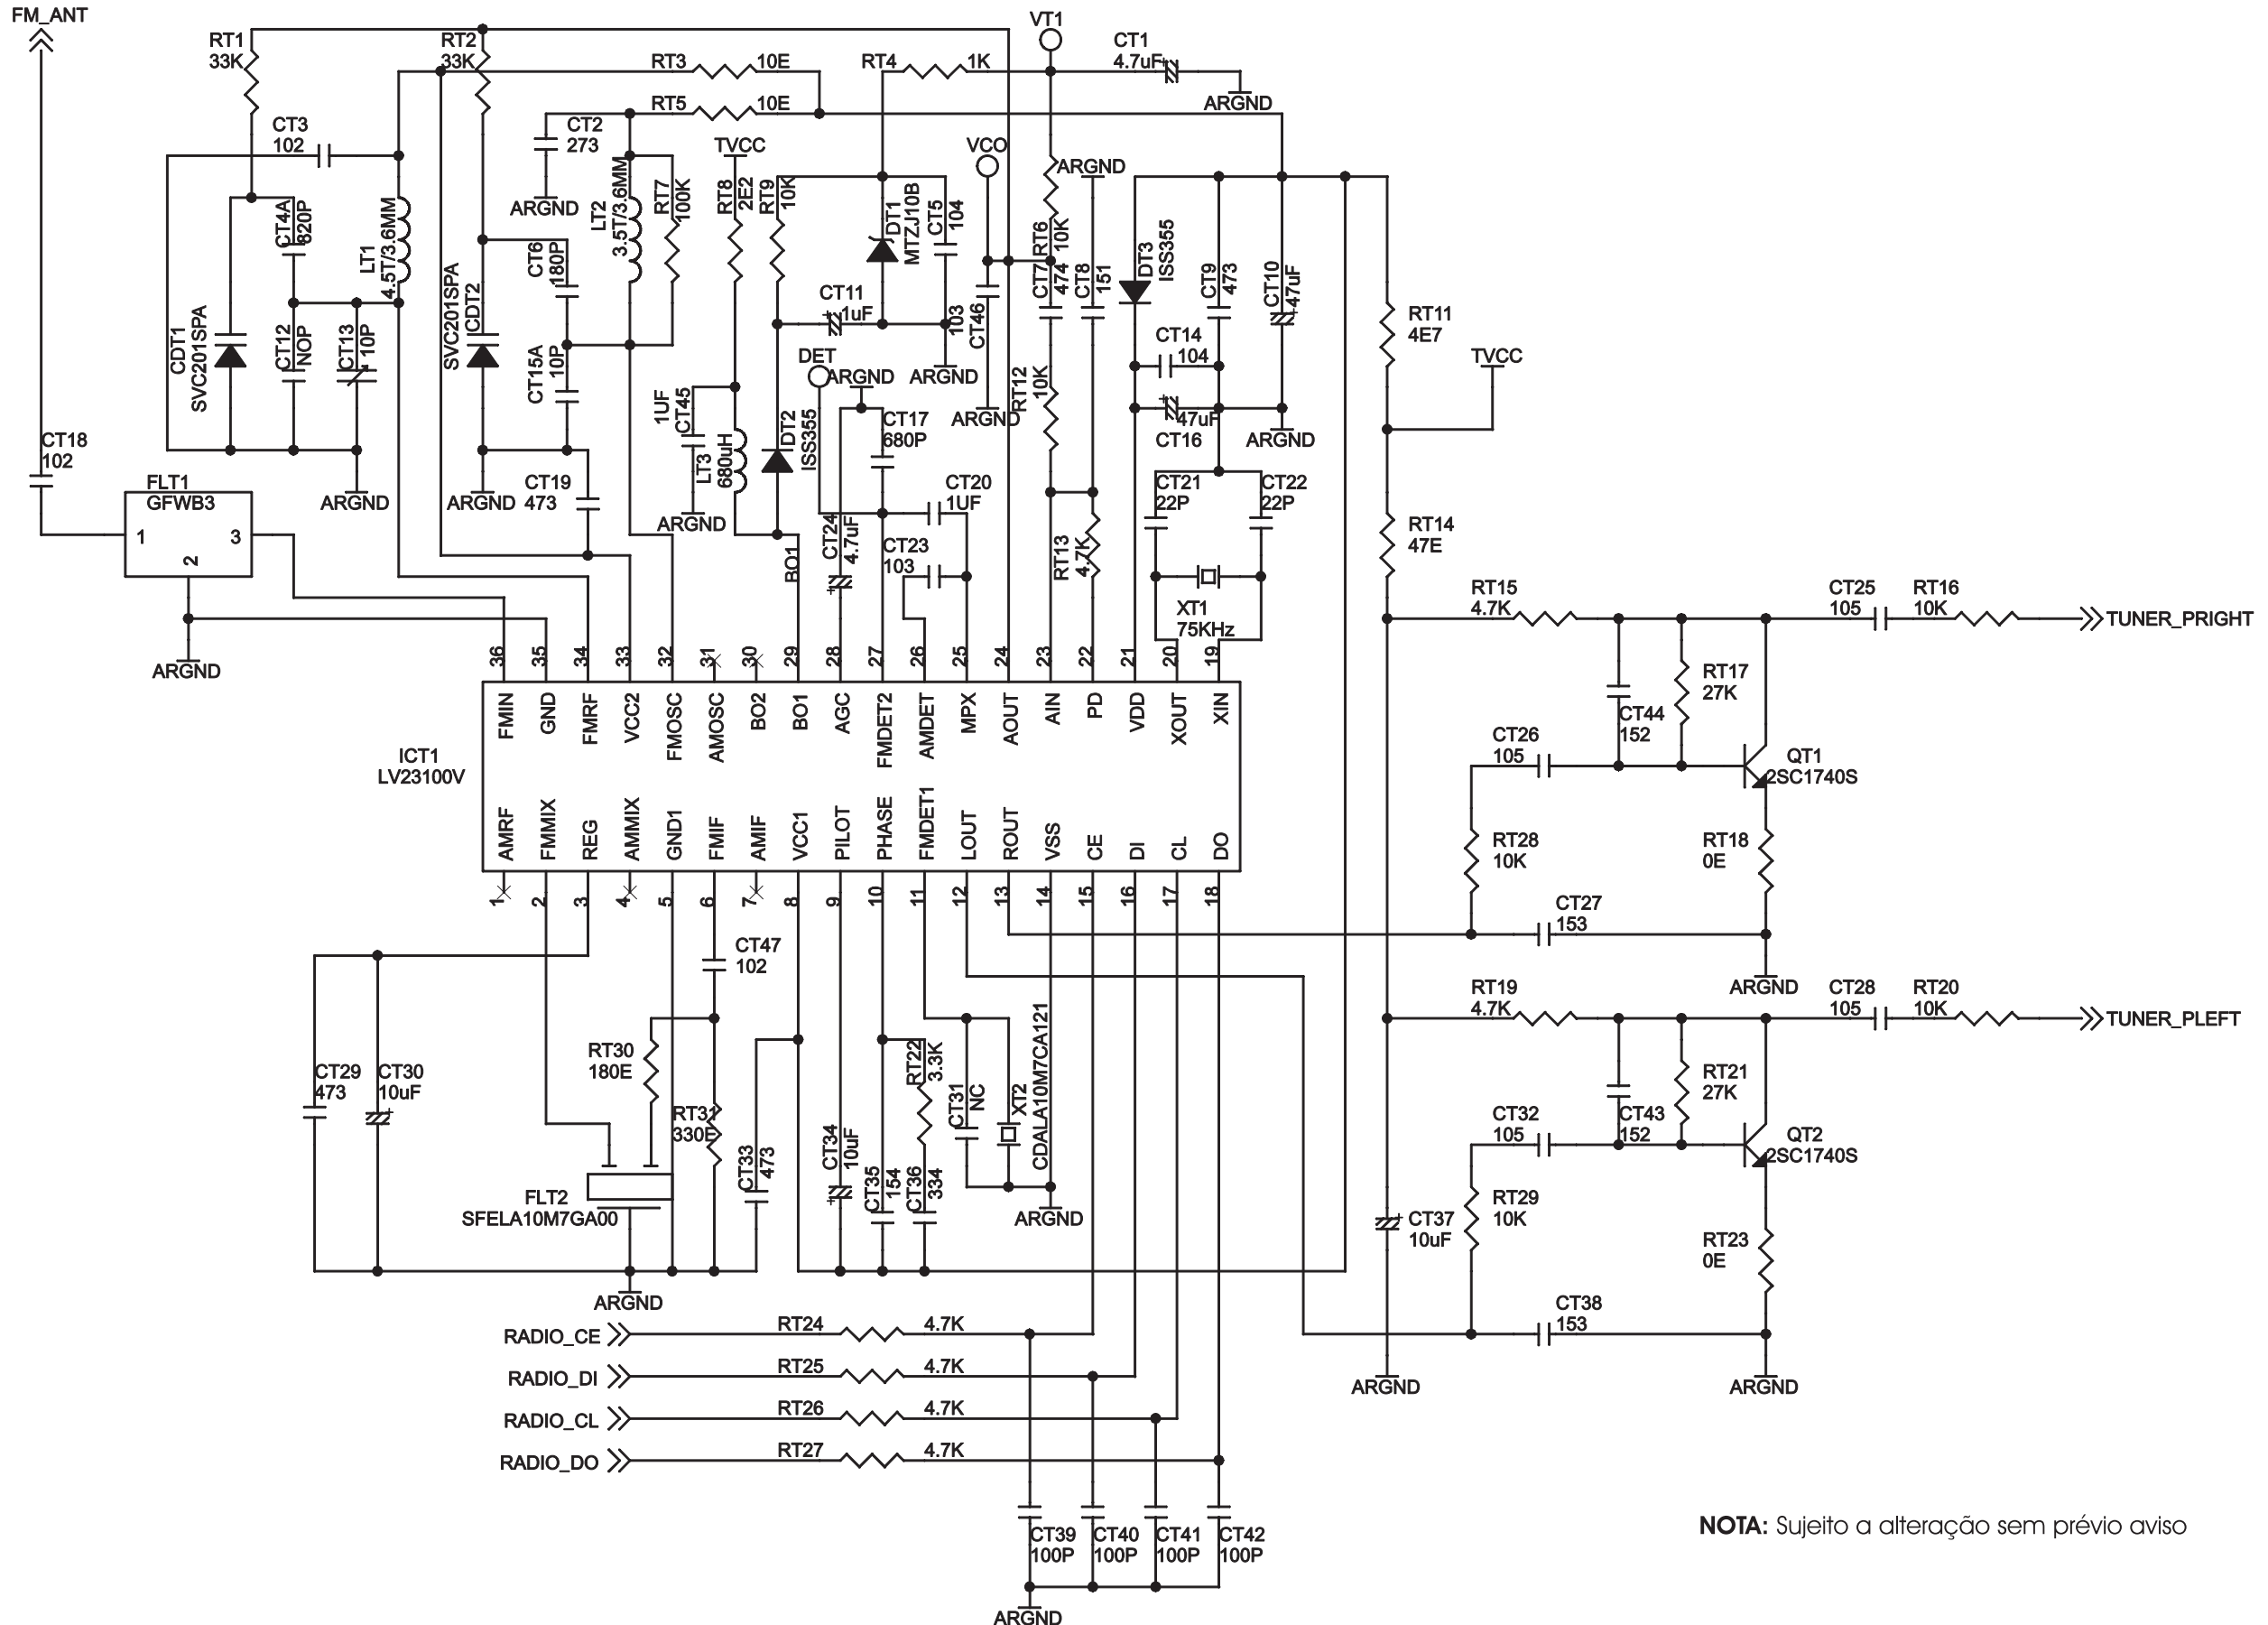 FM_ANT
RT1
33K
RT2
33K
RT3
10E
RT4
1K
VT1
CT1
4.7uF
ARGND
RT5
10E
CT3
102
CT2
273
ARGND
TVCC
VCO
ARGND
CT4A
820P
LT1
4.5T/3.6MM
LT2
3.5T/3.6MM
RT7
100K
RT8
2E2
RT9
10K
DT1
MTZJ10B
CT5
104
RT6
10K
CT7
474
CT8
151
DT3
ISS355
CT9
473
CT10
47uF
CDT1
SVC201SPA
CT12
NOP
CT13
10P
SVC201SPA
CDT2
CT6
180P
CT15A
10P
CT11
1uF
103
CT46
ARGND
ARGND
RT12
10K
CT14
104
47uF
CT16
ARGND
RT11
4E7
TVCC
DET
ARGND
1UF
CT45
LT3
680uH
DT2
ISS355
CT17
680P
CT18
102
FLT1
GFWB3
1
2
3
ARGND
ARGND
ARGND
CT19
473
ARGND
BO1
CT24
4.7uF
CT20
1UF
CT23
103
RT13
4.7K
CT21
22P
CT22
22P
XT1
75KHz
RT14
47E
RT15
4.7K
CT25
105
RT16
10K
TUNER_PRIGHT
36
35
34
33
32
31
30
29
28
27
26
25
24
23
22
21
20
19
FMIN
GND
FMRF
VCC2
FMOSC
AMOSC
BO2
BO1
AGC
FMDET2
AMDET
MPX
AOUT
AIN
PD
VDD
XOUT
XIN
ICT1
LV23100V
AMRF
FMMIX
REG
AMMIX
GND1
FMIF
AMIF
VCC1
PILOT
PHASE
FMDET1
LOUT
ROUT
VSS
CE
DI
CL
DO
1
2
3
4
5
6
7
8
9
10
11
12
13
14
15
16
17
18
RT17
27K
CT44
152
CT26
105
QT1
2SC1740S
RT28
10K
RT18
0E
CT27
153
ARGND
CT47
102
RT30
180E
RT31
330E
CT29
473
CT30
10uF
CT33
473
CT34
10uF
CT35
154
RT22
3.3K
CT36
334
CT31
NC
XT2
CDALA10M7CA121
ARGND
FLT2
SFELA10M7GA00
ARGND
RT19
4.7K
CT28
105
RT20
10K
TUNER_PLEFT
RT21
27K
CT43
152
CT32
105
QT2
2SC1740S
RT29
10K
CT37
10uF
RT23
0E
CT38
153
ARGND
ARGND
RADIO_CE
RT24
4.7K
RADIO_DI
RT25
4.7K
RADIO_CL
RT26
4.7K
RADIO_DO
RT27
4.7K
CT39
100P
CT40
100P
CT41
100P
CT42
100P
ARGND
NOTA: Sujeito a alteração sem prévio aviso